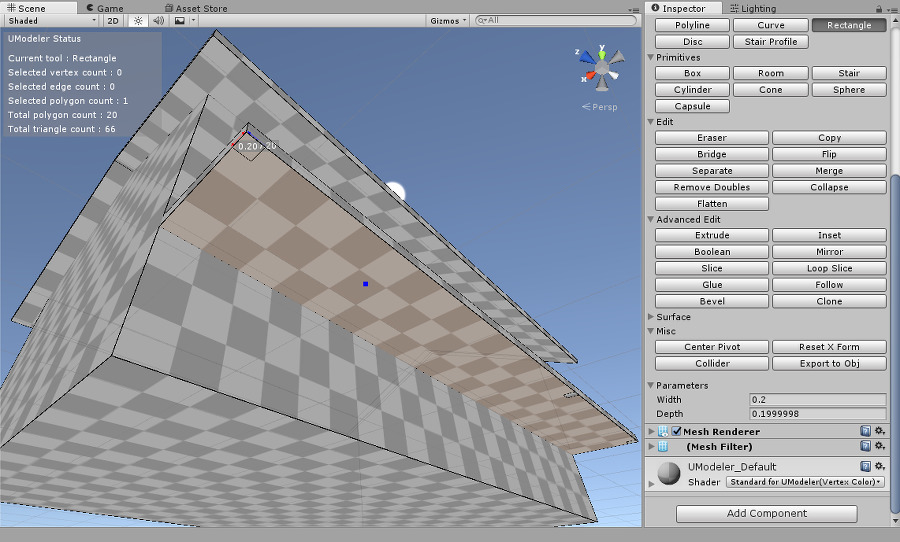 Scene Game Asset Store
Shaded 2D Gizmos All
UModeler Status
Current tool : Rectangle
Selected vertex count : 0
Selected edge count : 0
Selected polygon count : 1
Total polygon count : 20
Total triangle count : 66
y
z
x
Persp
Inspector Lighting
Polyline Curve Rectangle
Disc Stair Profile
Primitives
Box Room Stair
Cylinder Cone Sphere
Capsule
Edit
Eraser Copy
Bridge Flip
Separate Merge
Remove Doubles Collapse
Flatten
Advanced Edit
Extrude Inset
Boolean Mirror
Slice Loop Slice
Glue Follow
Bevel Clone
Surface
Misc
Center Pivot Reset X Form
Collider Export to Obj
Parameters
Width 0.2
Depth 0.1999998
Mesh Renderer
(Mesh Filter)
UModeler_Default
Shader Standard for UModeler(Vertex Color)
Add Component